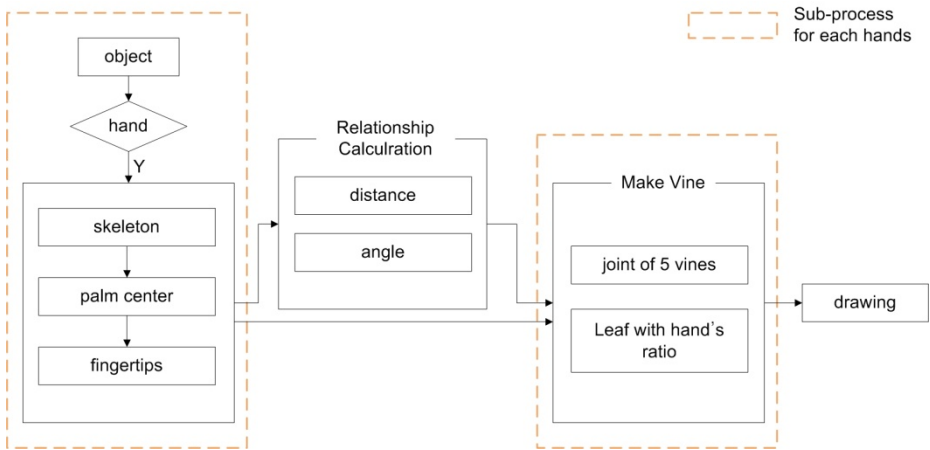 Sub-process
for each hands
object
hand
Y
skeleton
palm center
fingertips
Relationship
Calculration
distance
angle
Make Vine
joint of 5 vines
Leaf with hand's
ratio
drawing